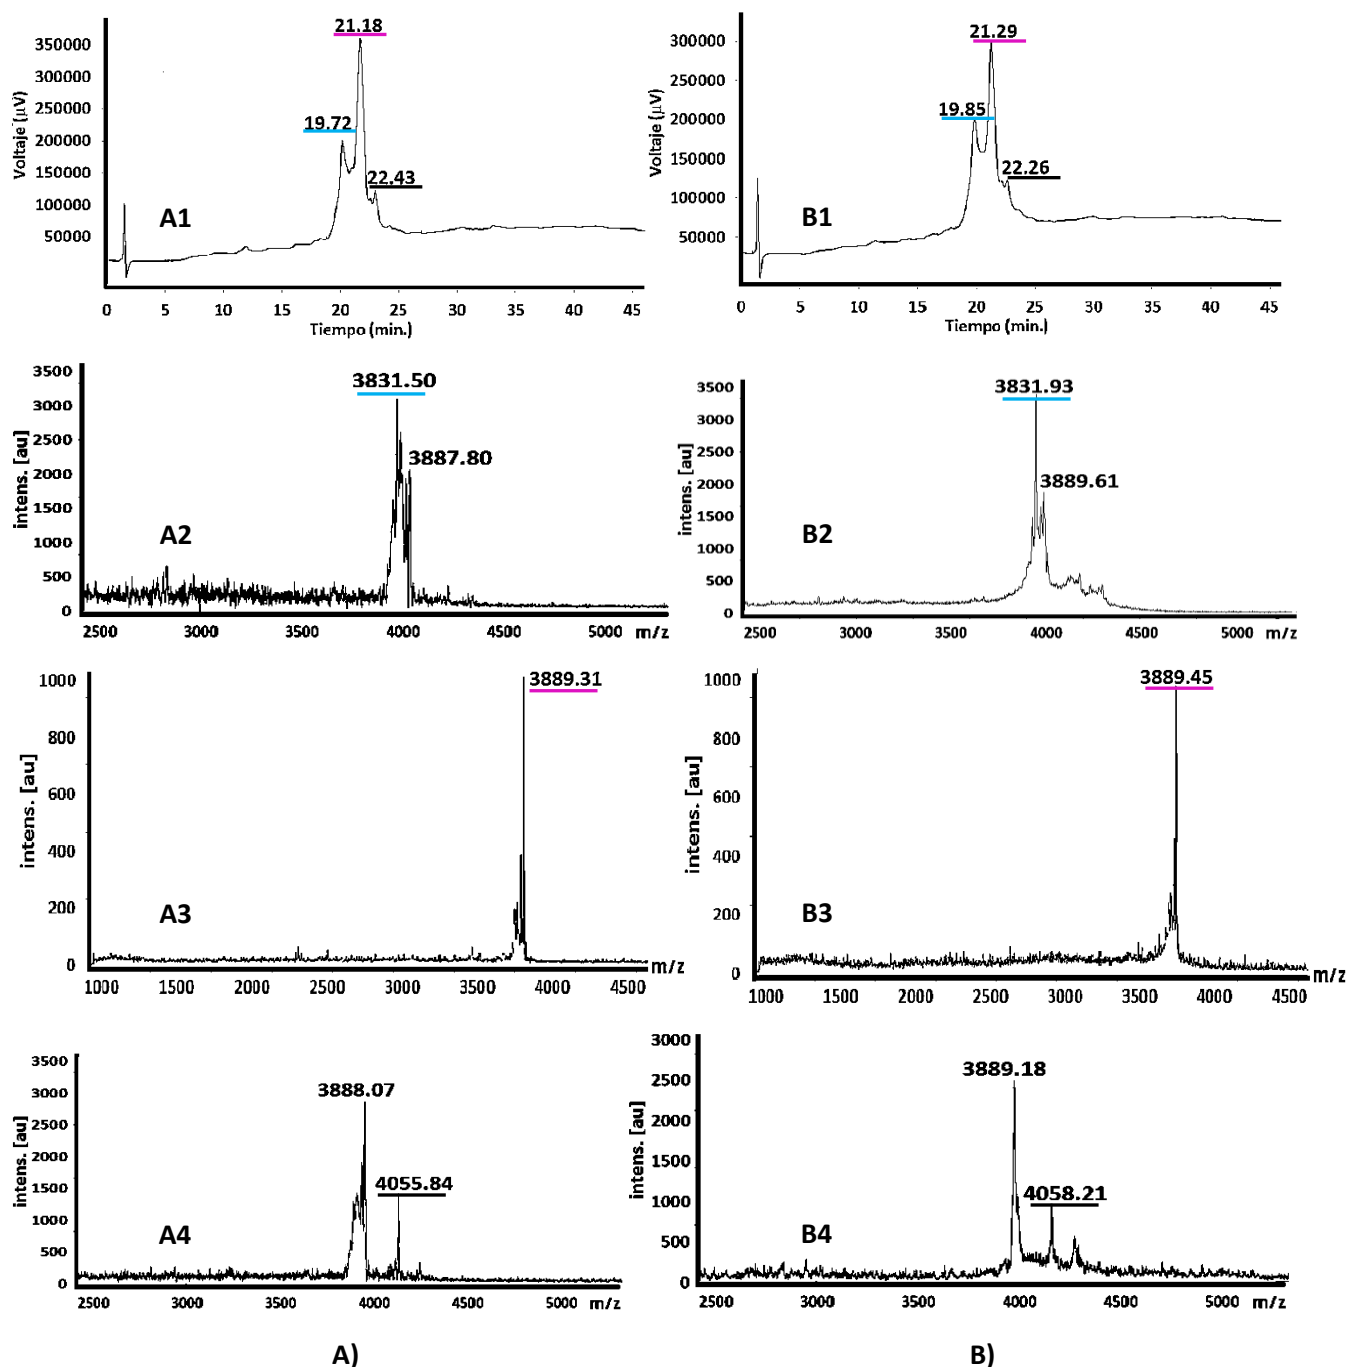 21.18
19.72
22.43
A1
Voltaje (µV)
350000
300000
250000
200000
150000
100000
50000
0 5 10 15 20 25 30 35 40 45
Tiempo (min.)
21.29
19.85
22.26
B1
Voltaje (µV)
300000
250000
200000
150000
100000
50000
0 5 10 15 20 25 30 35 40 45
Tiempo (min.)
3831.50
3887.80
A2
intens. [au]
3500
3000
2500
2000
1500
1000
500
0
2500 3000 3500 4000 4500 5000 m/z
3831.93
3889.61
B2
intens. [au]
3500
3000
2500
2000
1500
1000
500
0
2500 3000 3500 4000 4500 5000 m/z
3889.31
A3
intens. [au]
1000
800
600
400
200
0
1000 1500 2000 2500 3000 3500 4000 4500 m/z
3889.45
B3
intens. [au]
1000
800
600
400
200
0
1000 1500 2000 2500 3000 3500 4000 4500 m/z
3888.07
4055.84
A4
intens. [au]
3500
3000
2500
2000
1500
1000
500
0
2500 3000 3500 4000 4500 5000 m/z
3889.18
4058.21
B4
intens. [au]
3000
2500
2000
1500
1000
500
0
2500 3000 3500 4000 4500 5000 m/z
A)
B)